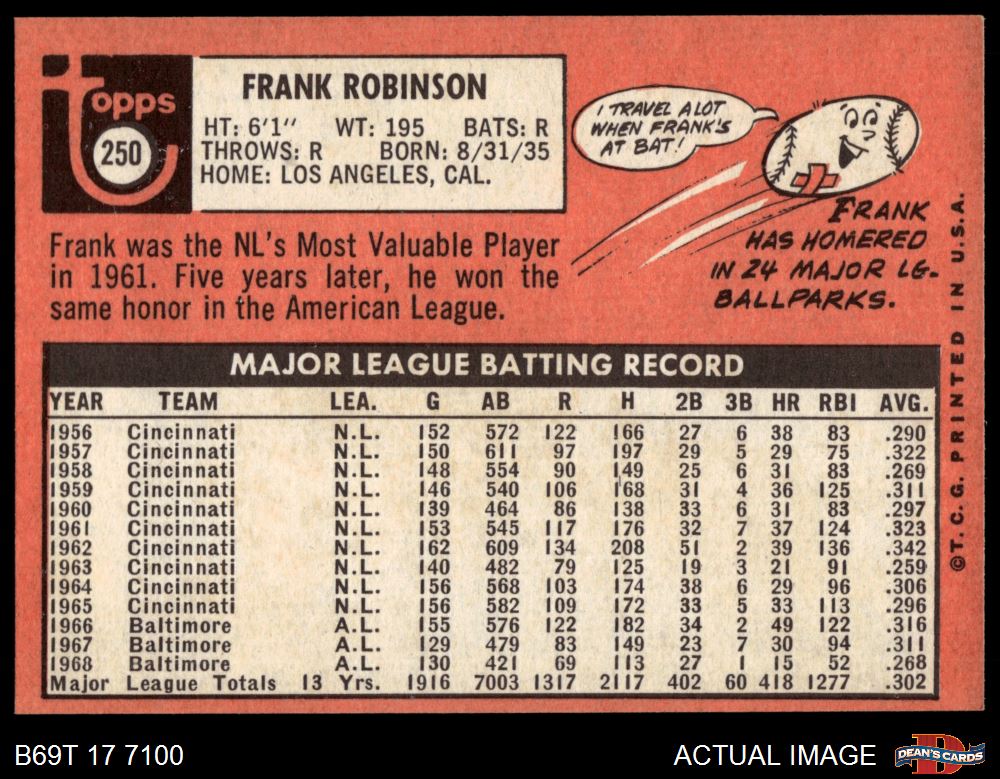 topps
250
FRANK ROBINSON
HT: 6'1" WT: 195 BATS: R
THROWS: R BORN: 8/31/35
HOME: LOS ANGELES, CAL.
I TRAVEL A LOT
WHEN FRANK'S
AT BAT!
FRANK
HAS HOMERED
IN 24 MAJOR LG.
BALLPARKS.
Frank was the NL's Most Valuable Player
in 1961. Five years later, he won the
same honor in the American League.
MAJOR LEAGUE BATTING RECORD
YEAR TEAM LEA. G AB R H 2B 3B HR RBI AVG.
1956 Cincinnati N.L. 152 572 122 166 27 6 38 83 .290
1957 Cincinnati N.L. 150 611 97 197 29 5 29 75 .322
1958 Cincinnati N.L. 148 554 90 149 25 6 31 83 .269
1959 Cincinnati N.L. 146 540 106 168 31 4 36 125 .311
1960 Cincinnati N.L. 139 464 86 138 33 6 31 83 .297
1961 Cincinnati N.L. 153 545 117 176 32 7 37 124 .323
1962 Cincinnati N.L. 162 609 134 208 51 2 39 136 .342
1963 Cincinnati N.L. 140 482 79 125 19 3 21 91 .259
1964 Cincinnati N.L. 156 568 103 174 38 6 29 96 .306
1965 Cincinnati N.L. 156 582 109 172 33 5 33 113 .296
1966 Baltimore A.L. 155 576 122 182 34 2 49 122 .316
1967 Baltimore A.L. 129 479 83 149 23 7 30 94 .311
1968 Baltimore A.L. 130 421 69 113 27 1 15 52 .268
Major League Totals 13 Yrs. 1916 7003 1317 2117 402 60 418 1277 .302
©T. C. G. PRINTED IN U.S.A.
B69T 17 7100
ACTUAL IMAGE
D
DEAN'S CARDS